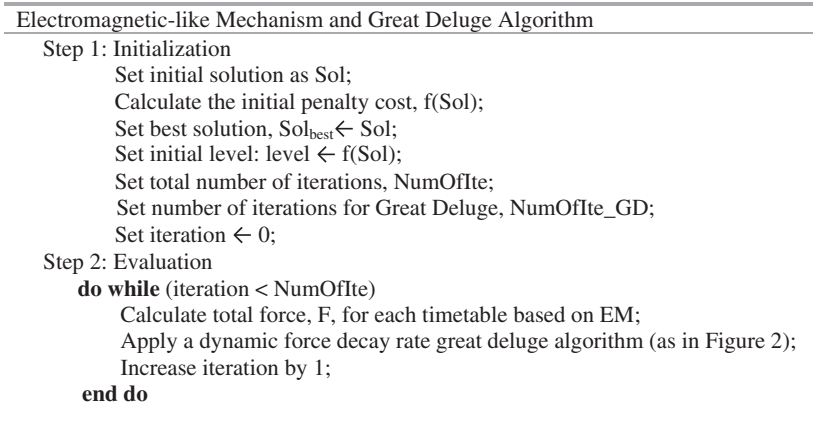 Electromagnetic-like Mechanism and Great Deluge Algorithm
Step 1: Initialization
Set initial solution as Sol;
Calculate the initial penalty cost, f(Sol);
Set best solution, Solbest← Sol;
Set initial level: level ← f(Sol);
Set total number of iterations, NumOfIte;
Set number of iterations for Great Deluge, NumOfIte_GD;
Set iteration ← 0;
Step 2: Evaluation
do while (iteration < NumOfIte)
Calculate total force, F, for each timetable based on EM;
Apply a dynamic force decay rate great deluge algorithm (as in Figure 2);
Increase iteration by 1;
end do